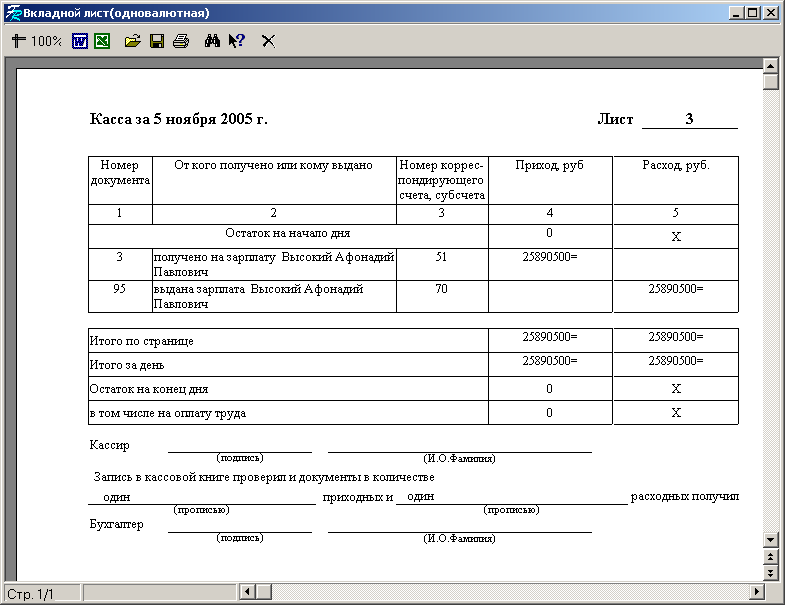 Вкладной лист(одновалютная)
100%
Касса за 5 ноября 2005 г. Лист 3
Номер документа От кого получено или кому выдано Номер коррес-пондирующего счета, субсчета Приход, руб Расход, руб.
1 2 3 4 5
Остаток на начало дня 0 X
3 получено на зарплату Высокий Афонадий 51 25890500=
Павлович
95 выдана зарплата Высокий Афонадий 70 25890500=
Павлович
Итого по странице 25890500= 25890500=
Итого за день 25890500= 25890500=
Остаток на конец дня 0 X
в том числе на оплату труда 0 X
Кассир
(подпись) (И.О.Фамилия)
Запись в кассовой книге проверил и документы в количестве
один приходных и один расходных получил
(прописью) (прописью)
Бухгалтер
(подпись) (И.О.Фамилия)
Стр. 1/1